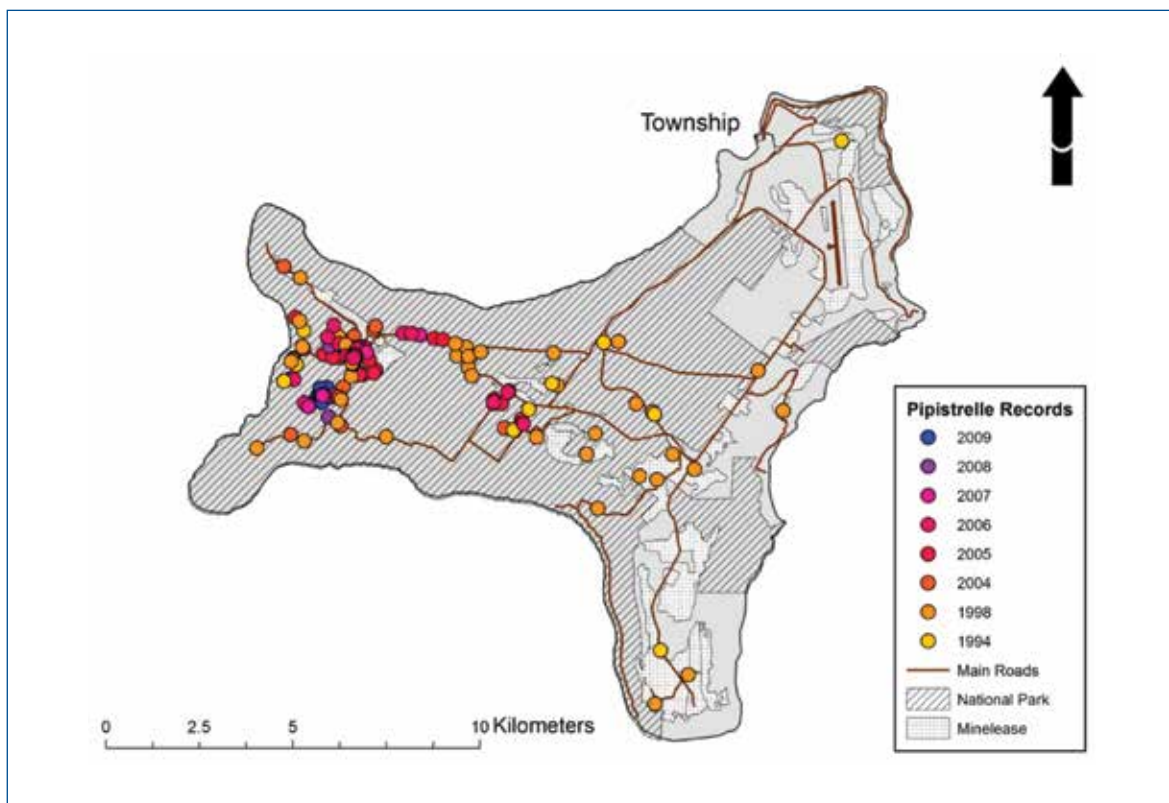 Township
Pipistrelle Records
2009
2008
2007
2006
2005
2004
1998
1994
Main Roads
National Park
Minelease
0 2.5 5 10 Kilometers